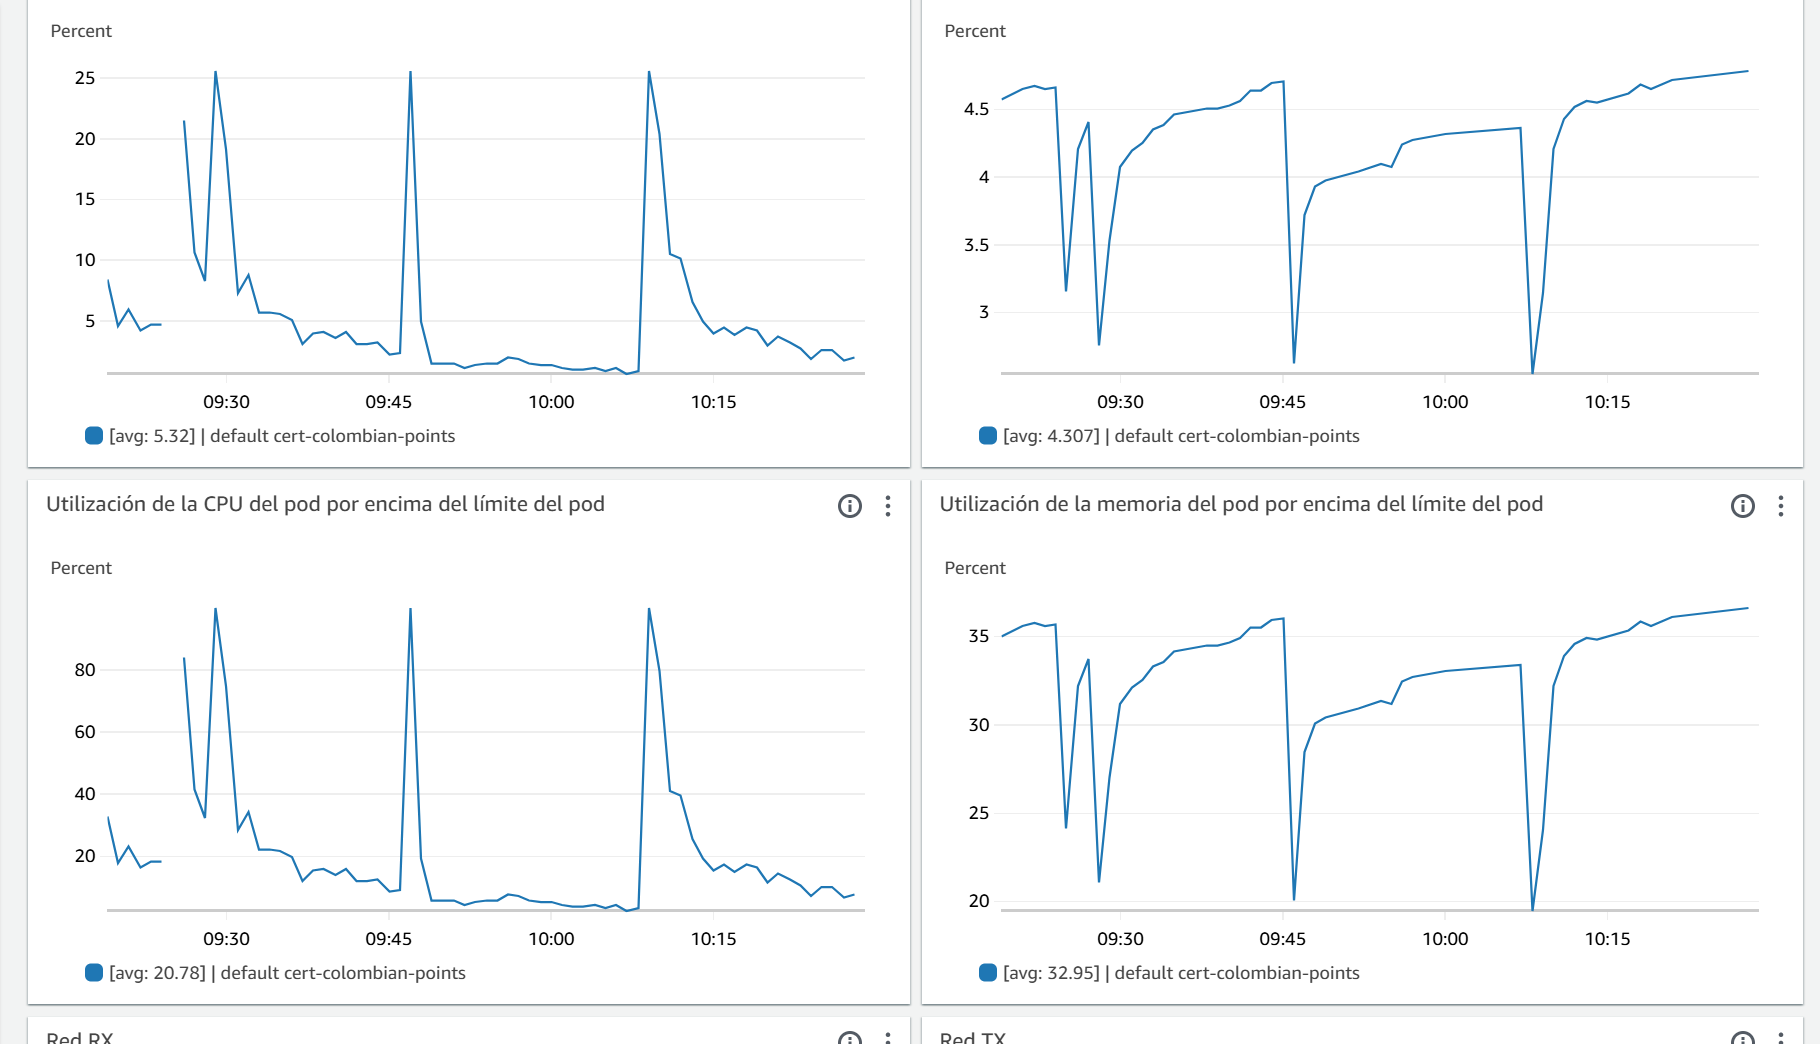 Percent
25
20
15
10
5
09:30 09:45 10:00 10:15
[avg: 5.32] | default cert-colombian-points
Percent
4.5
4
3.5
3
09:30 09:45 10:00 10:15
[avg: 4.307] | default cert-colombian-points
Utilización de la CPU del pod por encima del límite del pod
Percent
80
60
40
20
09:30 09:45 10:00 10:15
[avg: 20.78] | default cert-colombian-points
Utilización de la memoria del pod por encima del límite del pod
Percent
35
30
25
20
09:30 09:45 10:00 10:15
[avg: 32.95] | default cert-colombian-points
Red RX
Red TX